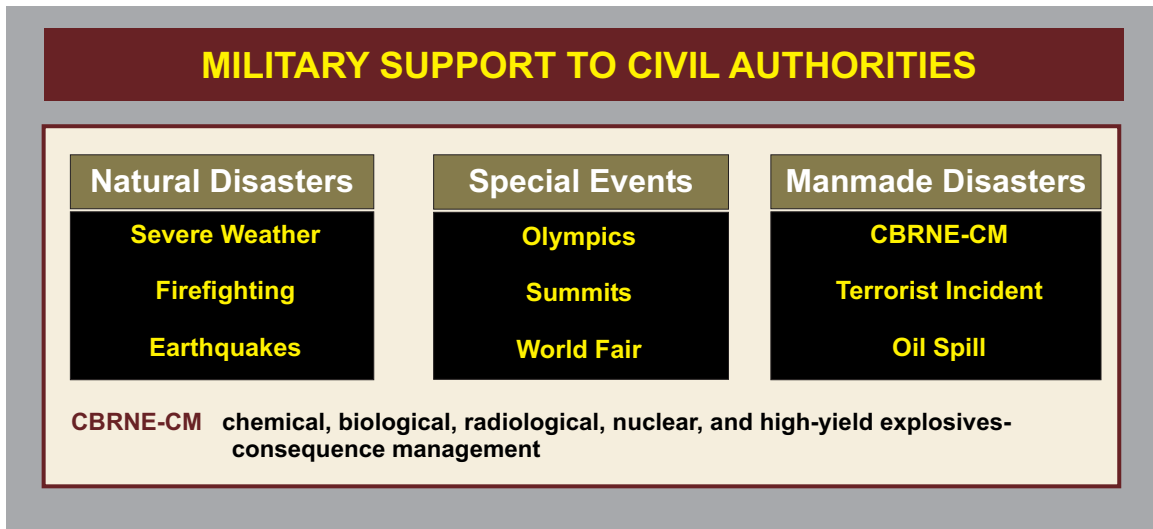 MILITARY SUPPORT TO CIVIL AUTHORITIES
Natural Disasters
Severe Weather
Firefighting
Earthquakes
Special Events
Olympics
Summits
World Fair
Manmade Disasters
CBRNE-CM
Terrorist Incident
Oil Spill
CBRNE-CM chemical, biological, radiological, nuclear, and high-yield explosives-
consequence management